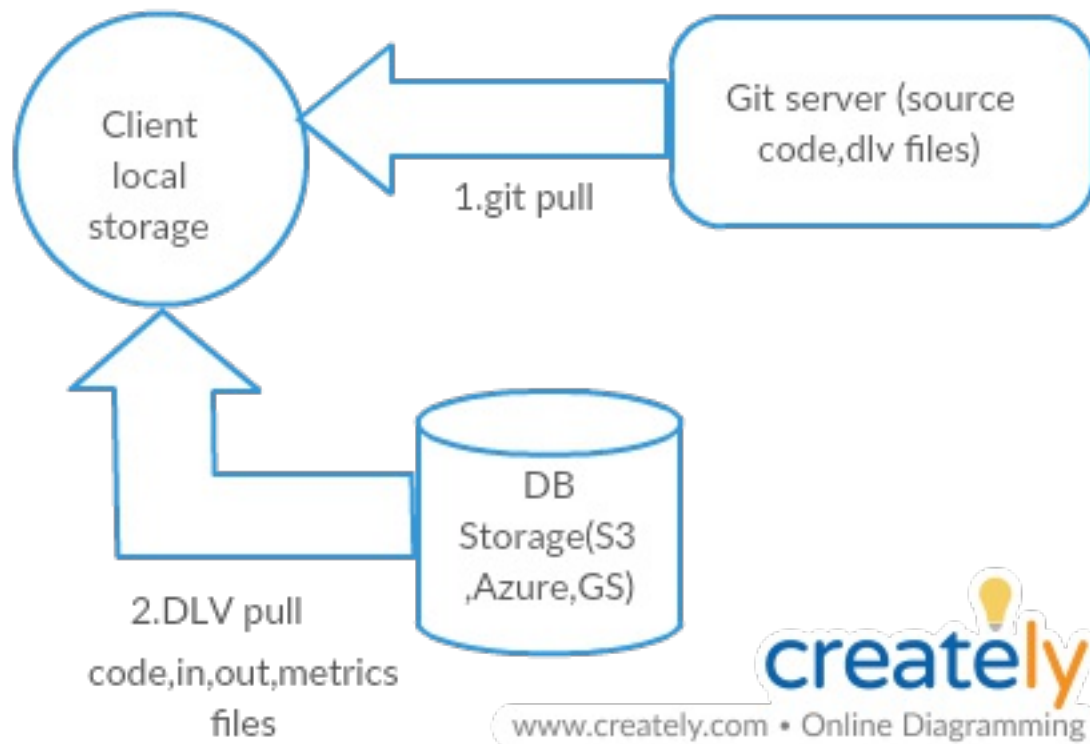 Client
local
storage
Git server (source
code,dlv files)
1.git pull
DB
Storage(S3
,Azure,GS)
2.DLV pull
code,in,out,metrics
files
creately
www.creately.com • Online Diagramming